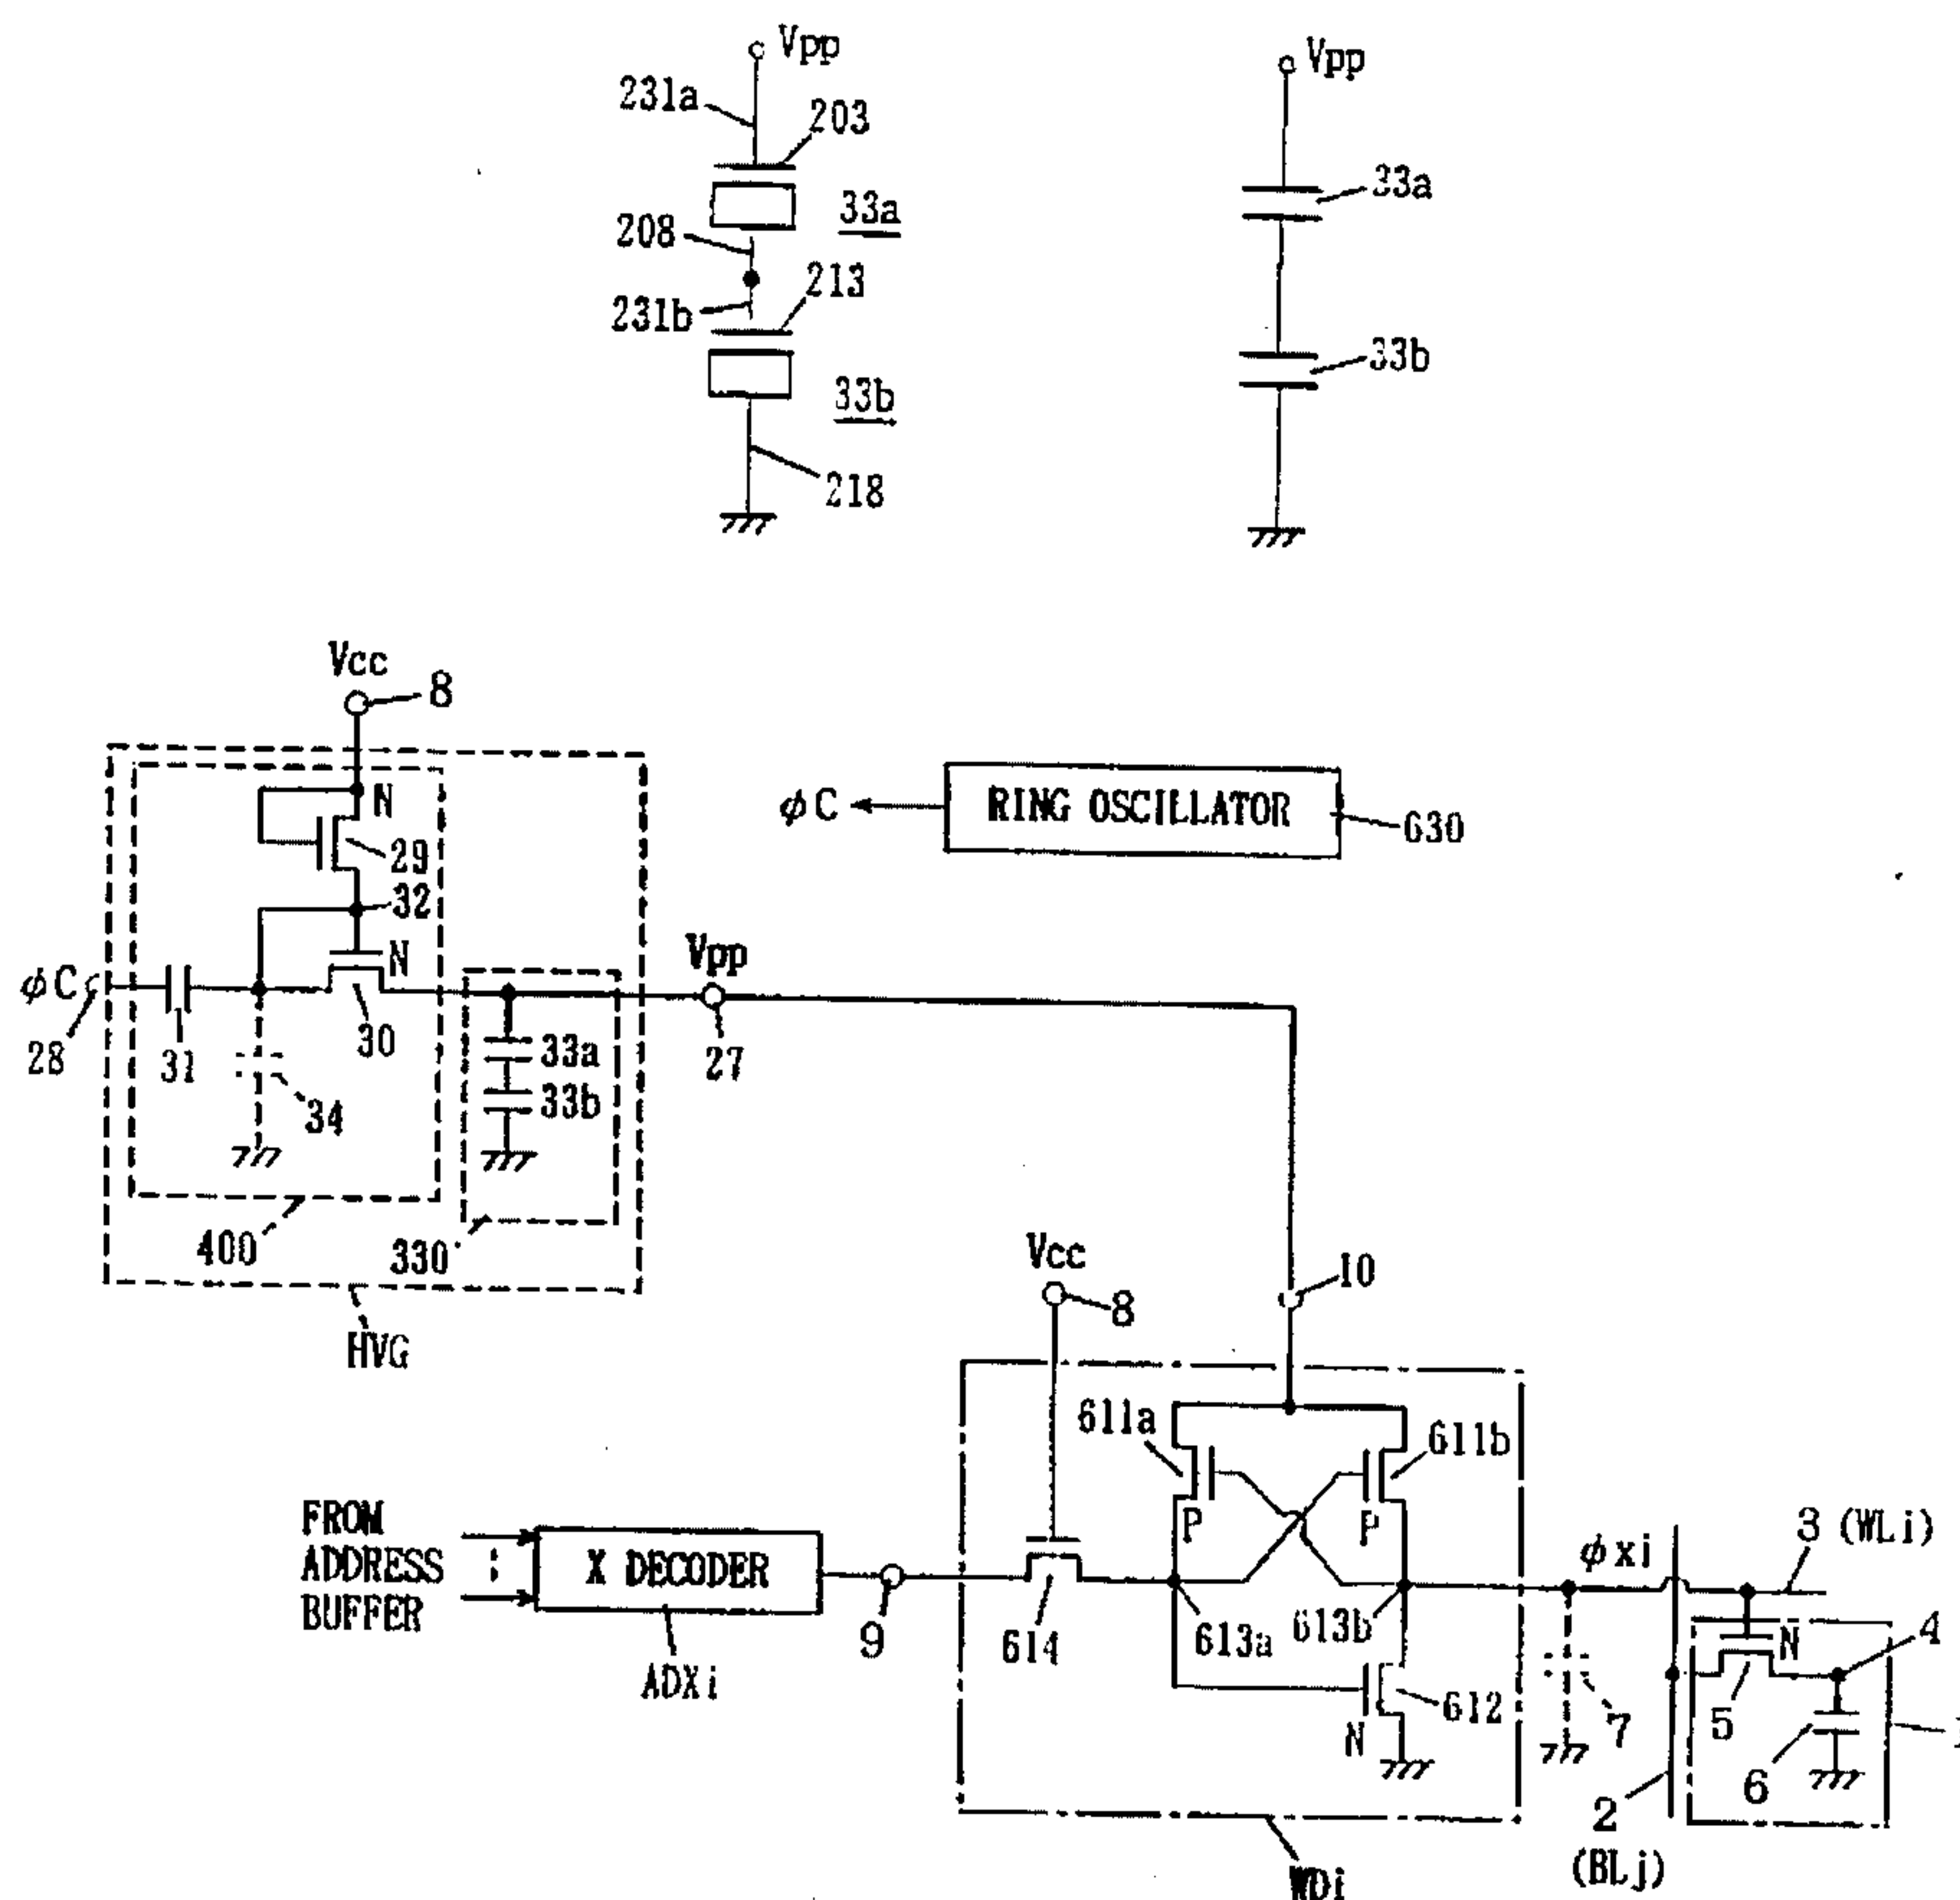 Vpp
231a
203
33a
208
213
231b
33b
218
Vpp
33a
33b
Vcc
8
N
29
32
N
φC
28
31
30
34
33a
33b
400
330
HVG
Vpp
27
φC
RING OSCILLATOR
630
Vcc
8
10
611a
611b
P
P
FROM
ADDRESS
BUFFER
X DECODER
ADXi
9
614
613a
613b
612
N
WDi
φxi
3 (WLi)
N
4
5
6
7
2
(BLj)